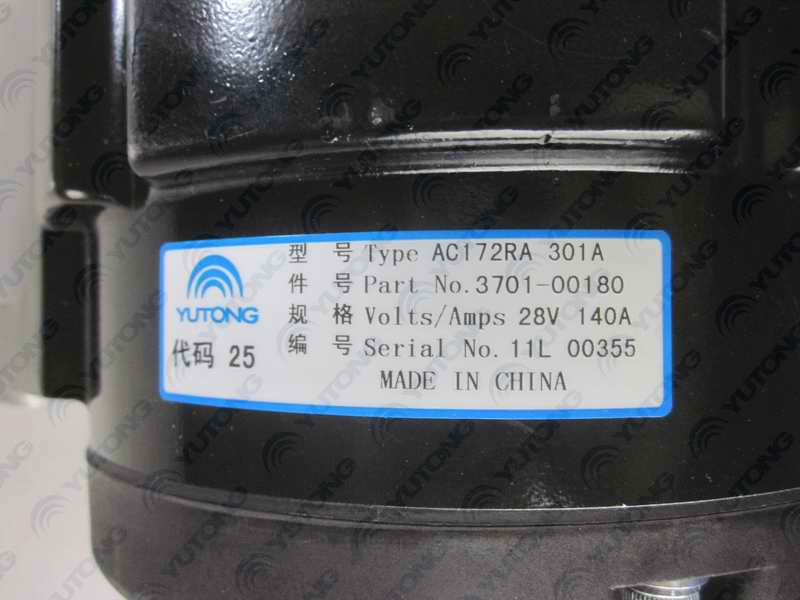 型 号 Type AC172RA 301A
件 号 Part No.3701-00180
规 格 Volts/Amps 28V 140A
编 号 Serial No.11L 00355
MADE IN CHINA
YUTONG
代码 25
YUTONG